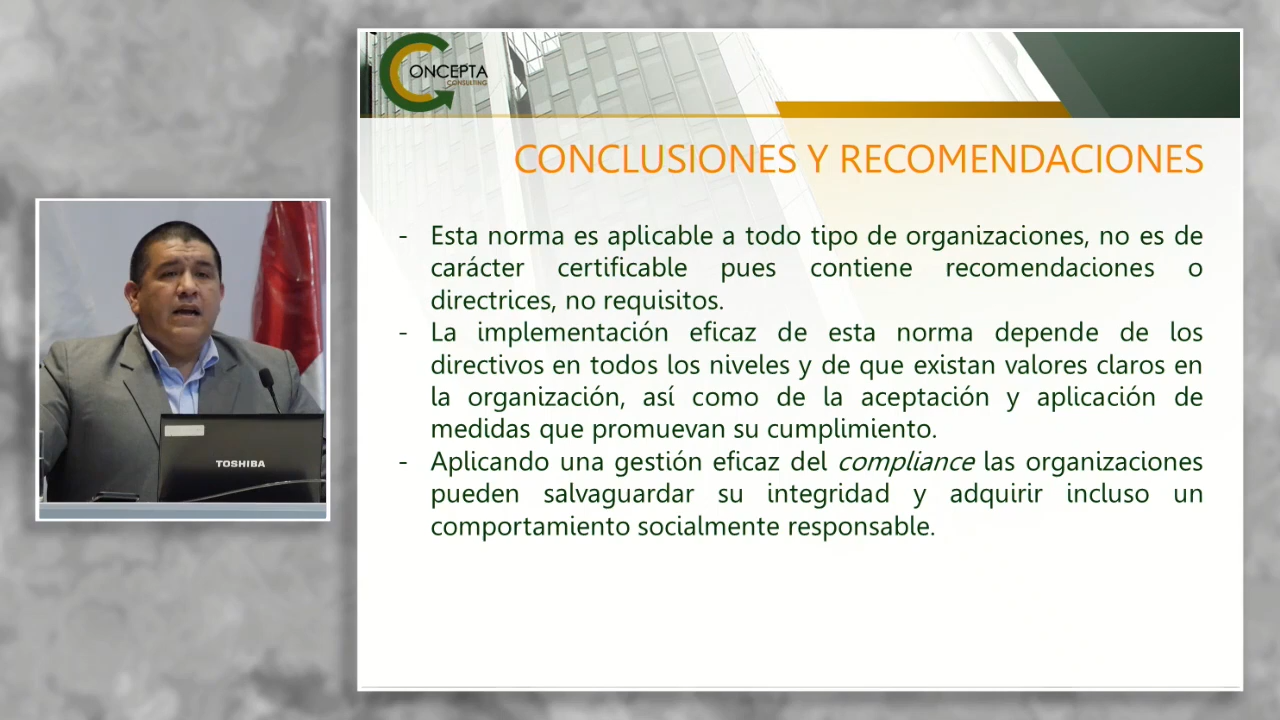 ONCEPTA
CONSULTING
CONCLUSIONES Y RECOMENDACIONES
- Esta norma es aplicable a todo tipo de organizaciones, no es de
carácter certificable pues contiene recomendaciones o
directrices, no requisitos.
- La implementación eficaz de esta norma depende de los
directivos en todos los niveles y de que existan valores claros en
la organización, así como de la aceptación y aplicación de
medidas que promuevan su cumplimiento.
- Aplicando una gestión eficaz del compliance las organizaciones
pueden salvaguardar su integridad y adquirir incluso un
comportamiento socialmente responsable.
TOSHIBA